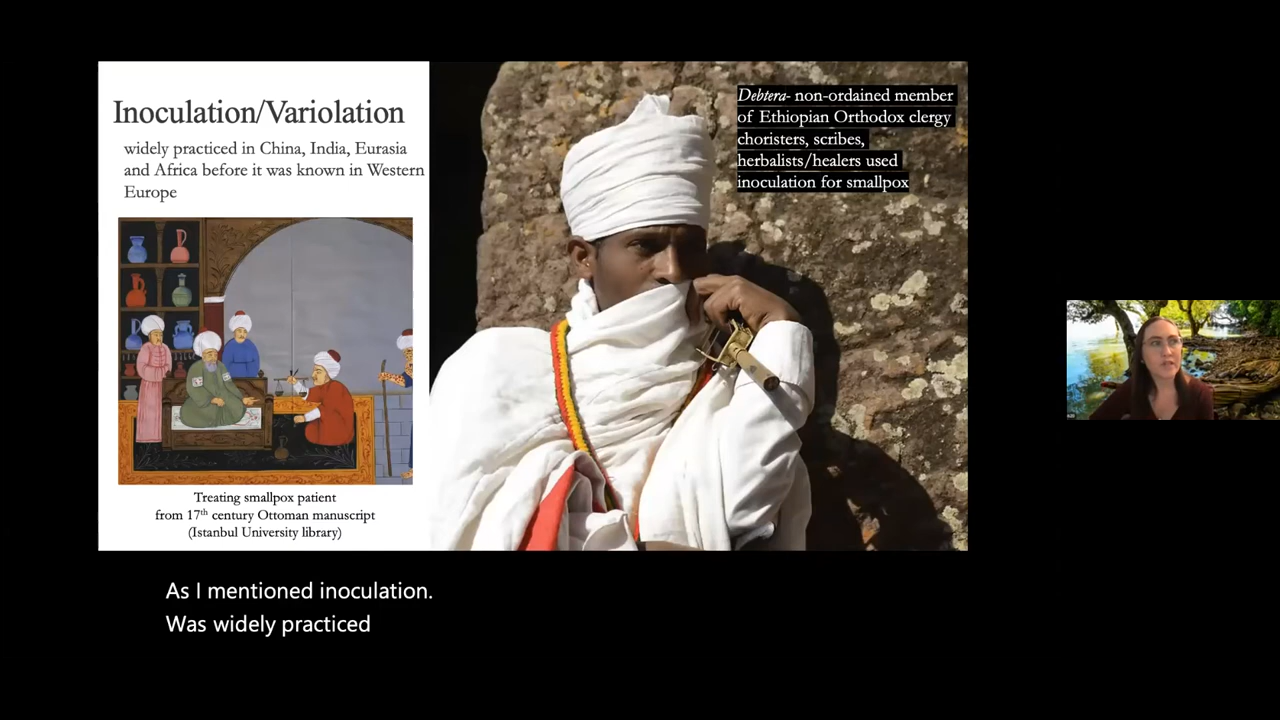 Inoculation/Variolation
widely practiced in China, India, Eurasia
and Africa before it was known in Western
Europe
Treating smallpox patient
from 17th century Ottoman manuscript
(Istanbul University library)
Debtera- non-ordained member
of Ethiopian Orthodox clergy
choristers, scribes,
herbalists/healers used
inoculation for smallpox
As I mentioned inoculation.
Was widely practiced